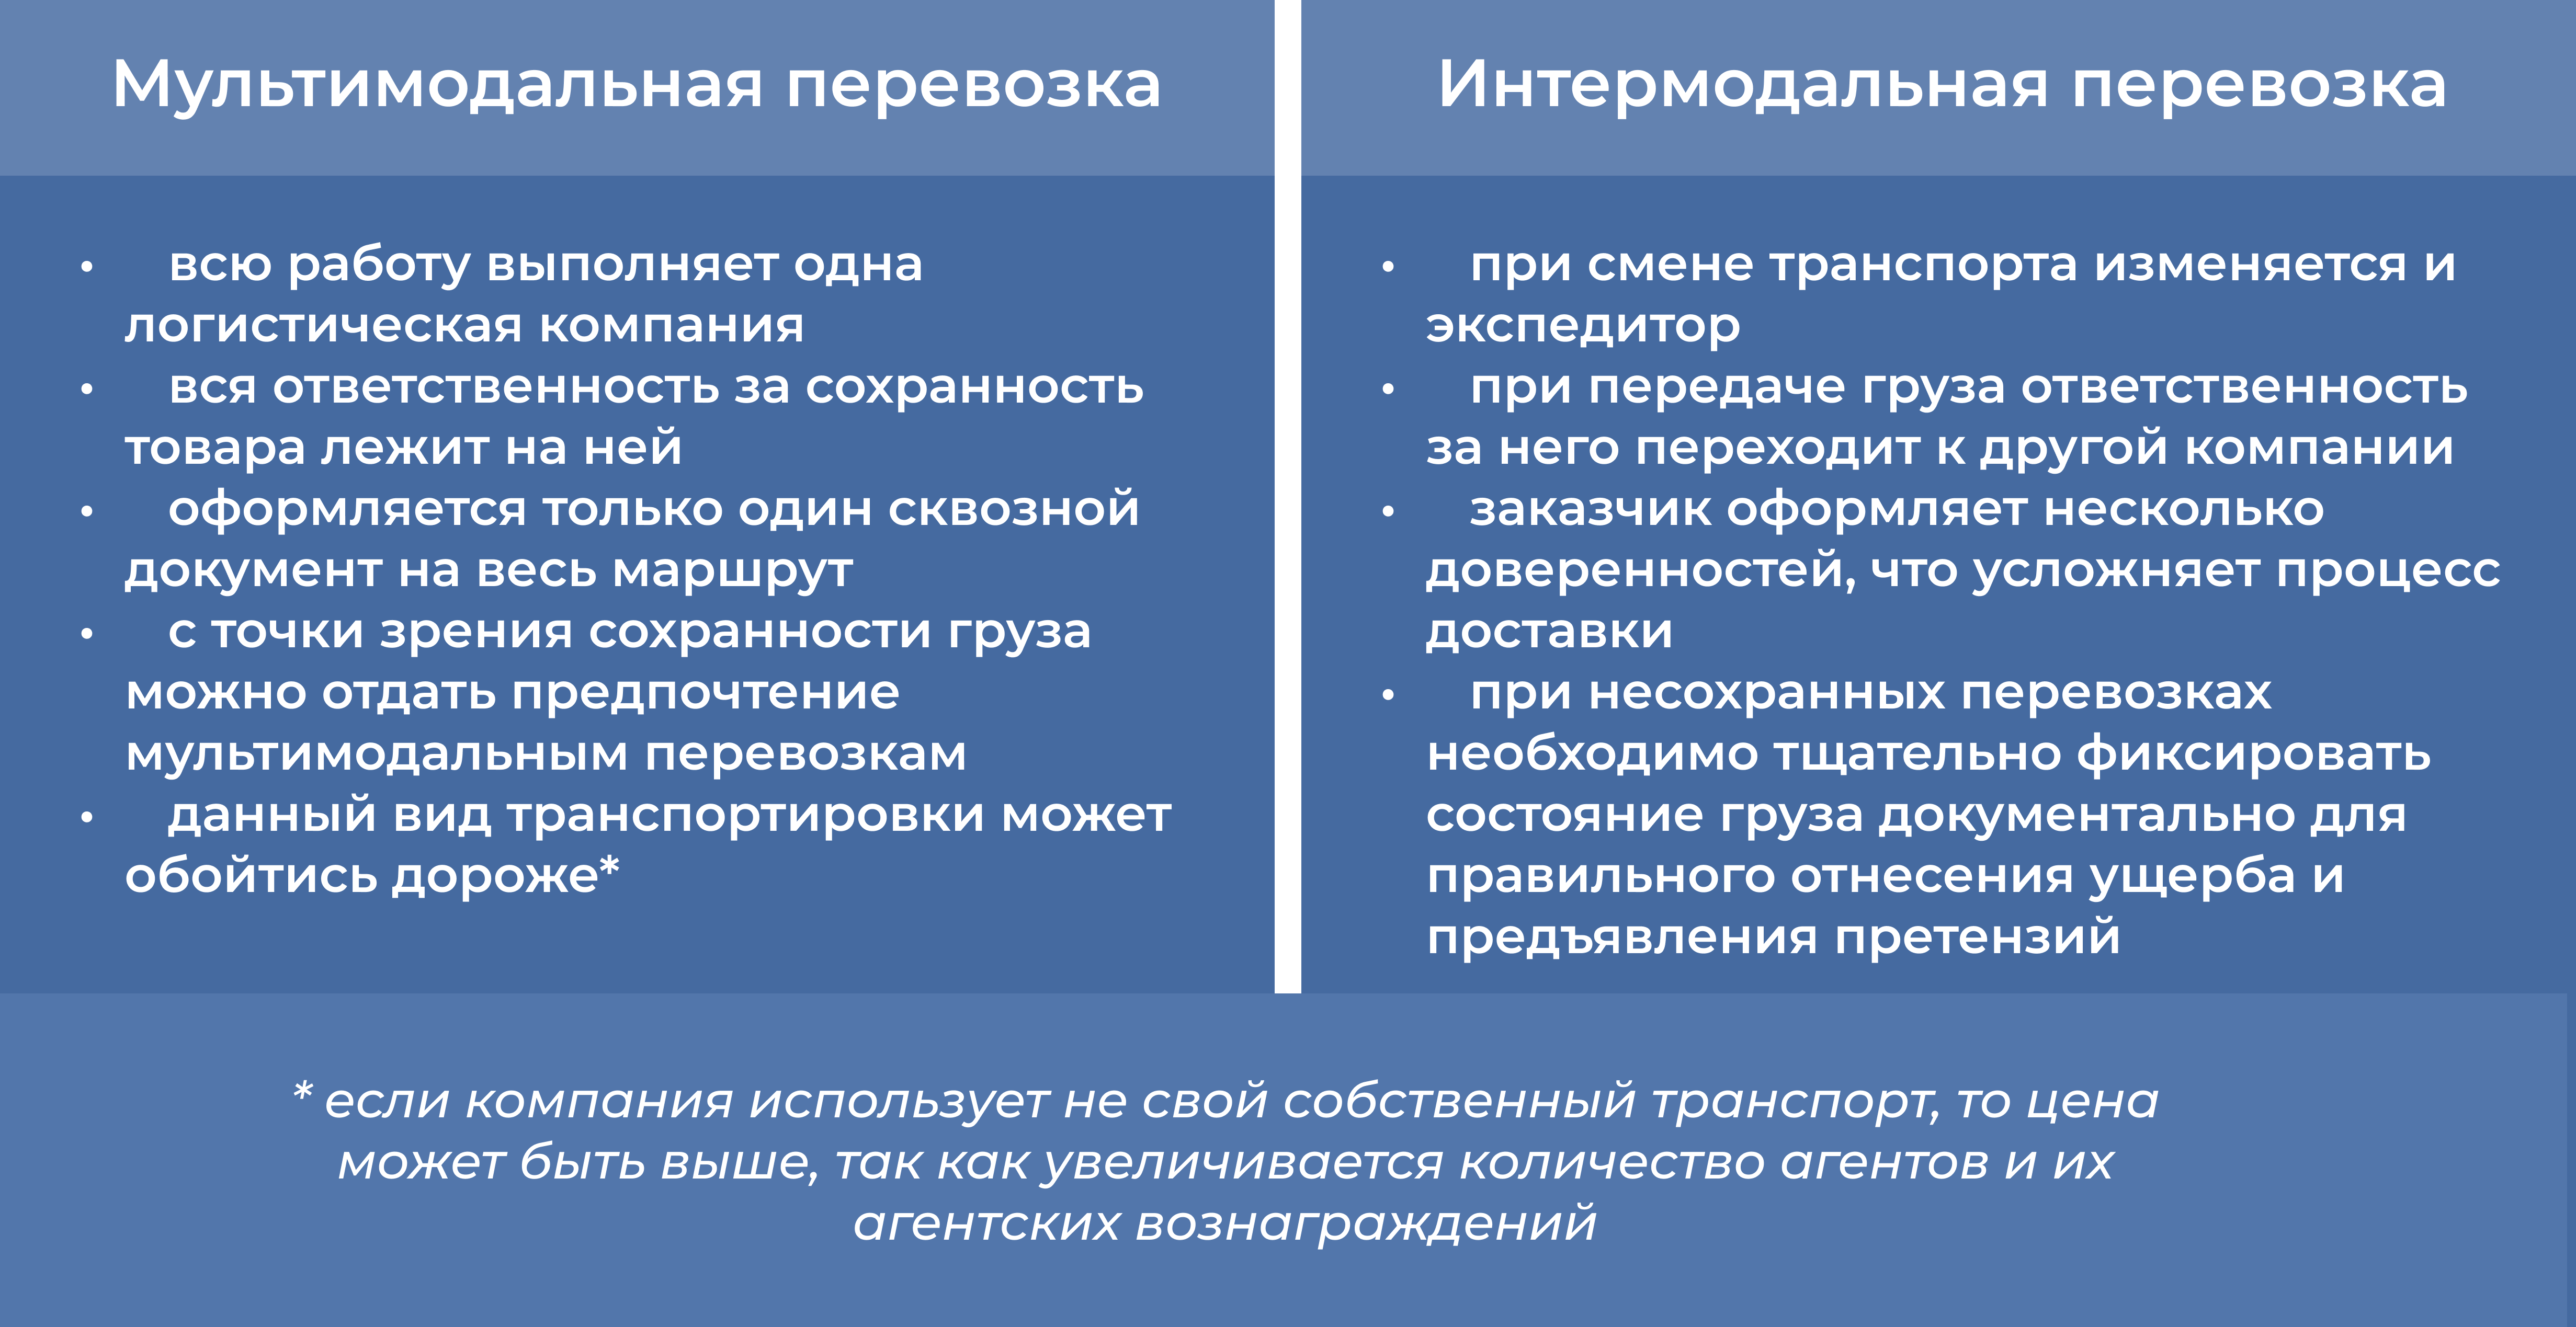 Мультимодальная перевозка
• всю работу выполняет одна
логистическая компания
• вся ответственность за сохранность
товара лежит на ней
• оформляется только один сквозной
документ на весь маршрут
• с точки зрения сохранности груза
можно отдать предпочтение
мультимодальным перевозкам
• данный вид транспортировки может
обойтись дороже*
Интермодальная перевозка
• при смене транспорта изменяется и
экспедитор
• при передаче груза ответственность
за него переходит к другой компании
• заказчик оформляет несколько
доверенностей, что усложняет процесс
доставки
• при несохранных перевозках
необходимо тщательно фиксировать
состояние груза документально для
правильного отнесения ущерба и
предъявления претензий
* если компания использует не свой собственный транспорт, то цена
может быть выше, так как увеличивается количество агентов и их
агентских вознаграждений